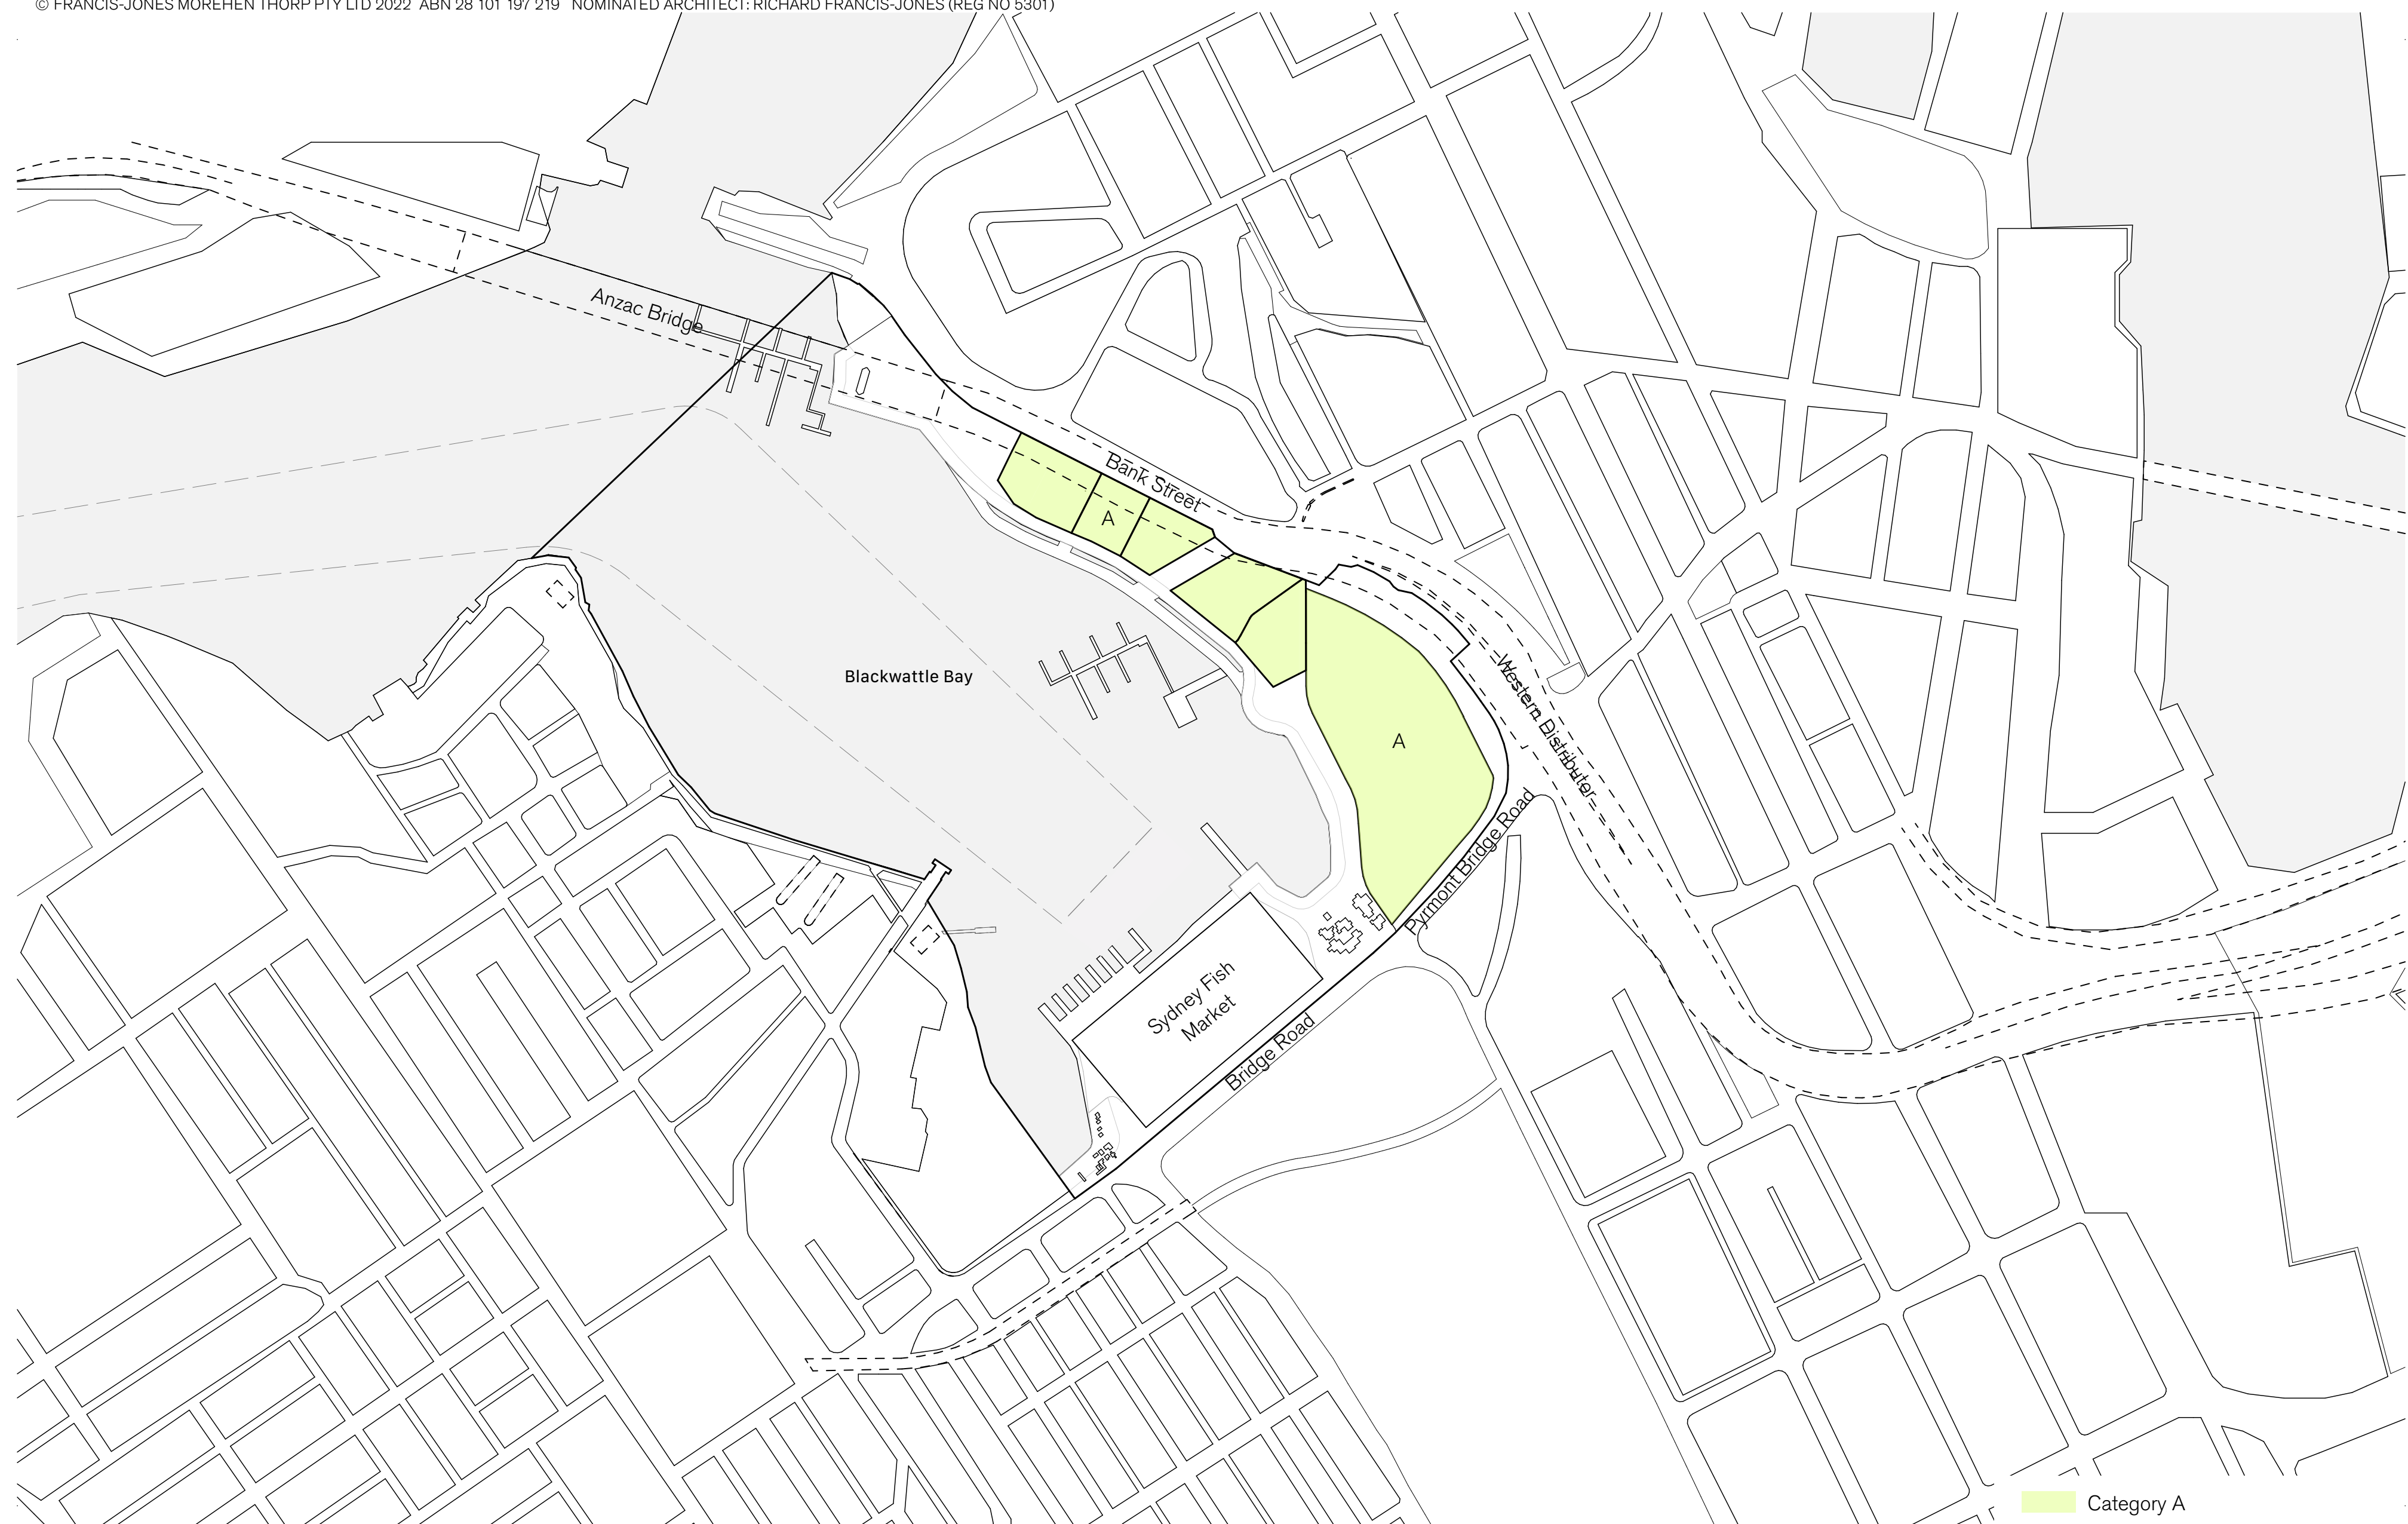 © FRANCIS-JONES MOREHEN THORP PTY LTD 2022 ABN 28 101 197 219 NOMINATED ARCHITECT: RICHARD FRANCIS-JONES (REG NO 5301)
Anzac Bridge
Bank Street
A
Blackwattle Bay
Western Distributor
A
Pyrmont Bridge Road
Sydney Fish
Market
Bridge Road
Category A